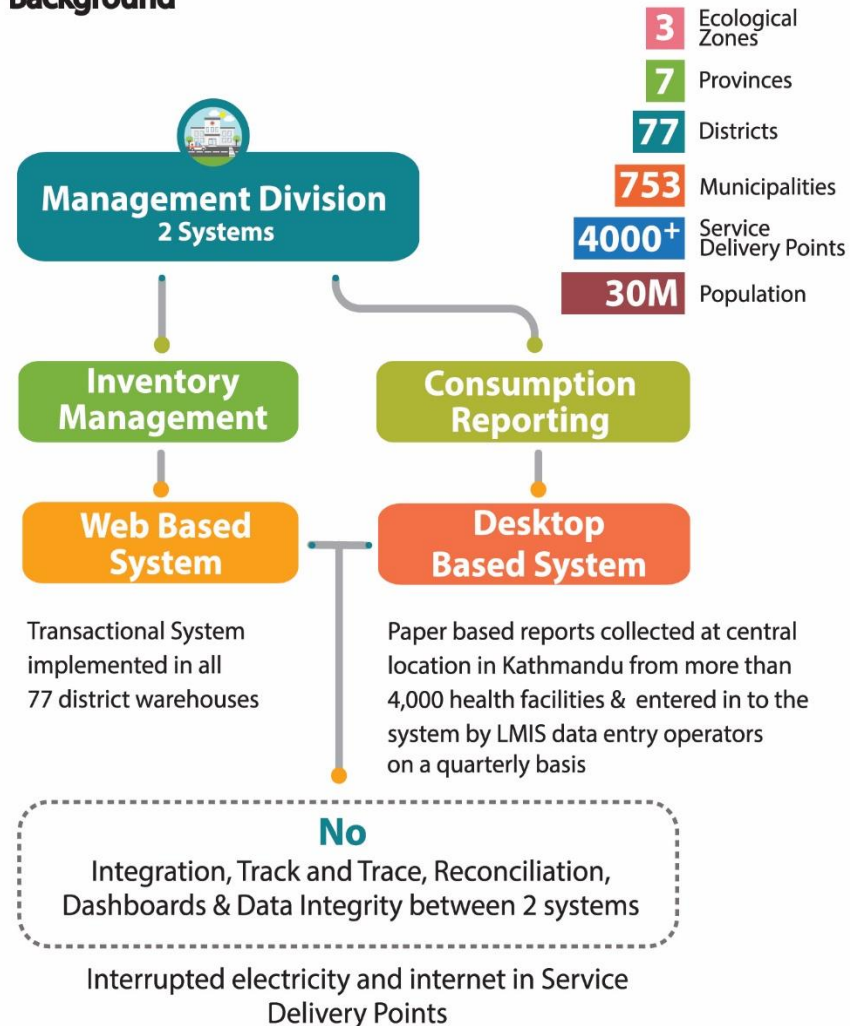 Background
3 Ecological
Zones
7 Provinces
77 Districts
753 Municipalities
4000+ Service
Delivery Points
30M Population
Management Division
2 Systems
Inventory
Management
Consumption
Reporting
Web Based
System
Desktop
Based System
Transactional System
implemented in all
77 district warehouses
Paper based reports collected at central
location in Kathmandu from more than
4,000 health facilities & entered in to the
system by LMIS data entry operators
on a quarterly basis
No
Integration, Track and Trace, Reconciliation,
Dashboards & Data Integrity between 2 systems
Interrupted electricity and internet in Service
Delivery Points